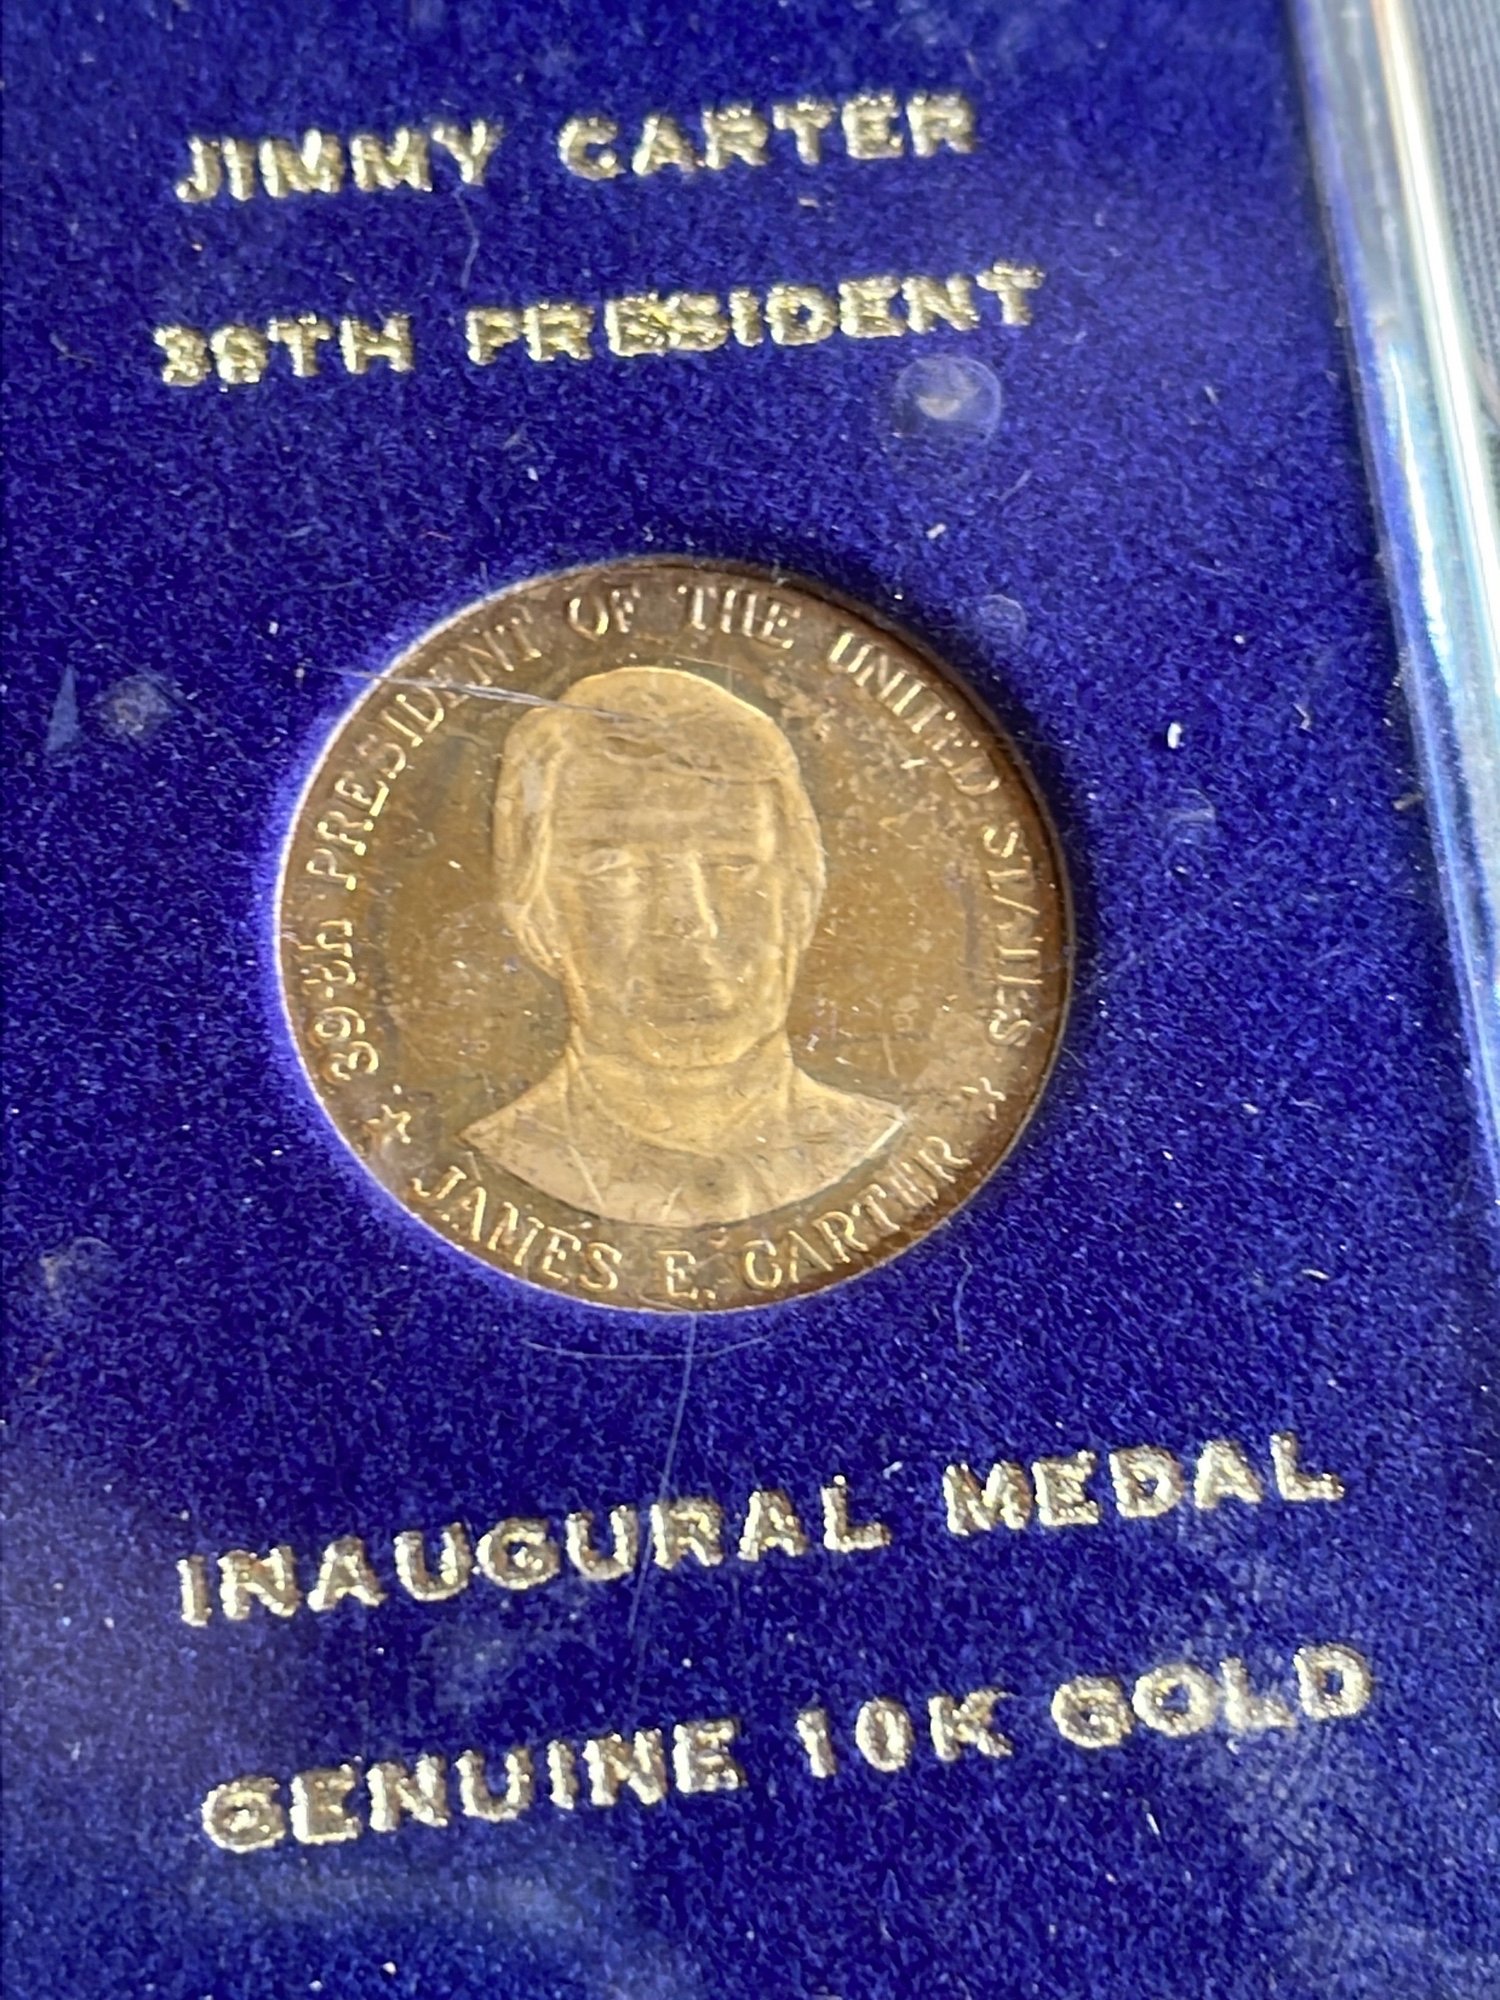 JIMMY CARTER
39TH PRESIDENT
39th PRESIDENT OF THE UNITED STATES
JAMES E. CARTER
INAUGURAL MEDAL
GENUINE 10K GOLD